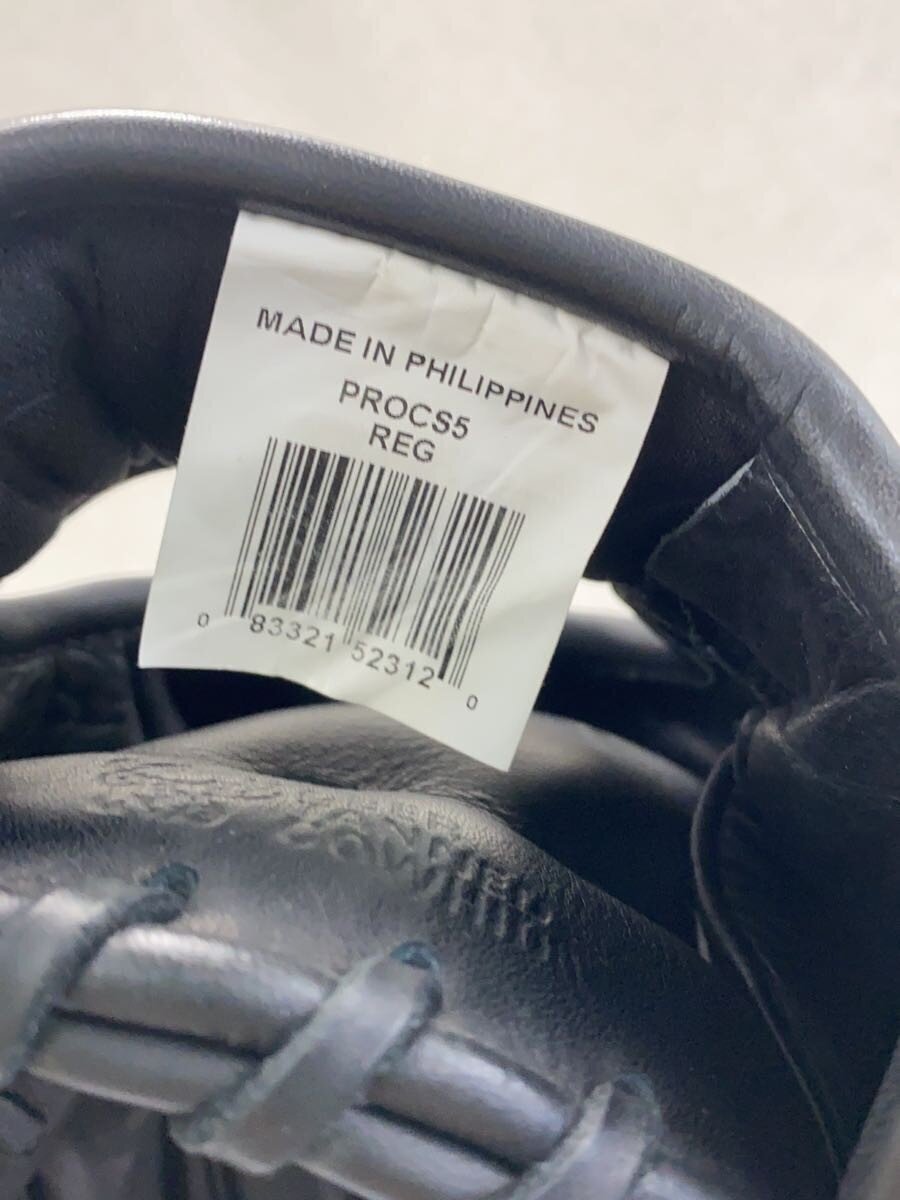 MADE IN PHILIPPINES
PROCS5
REG
0 83321 52312 0